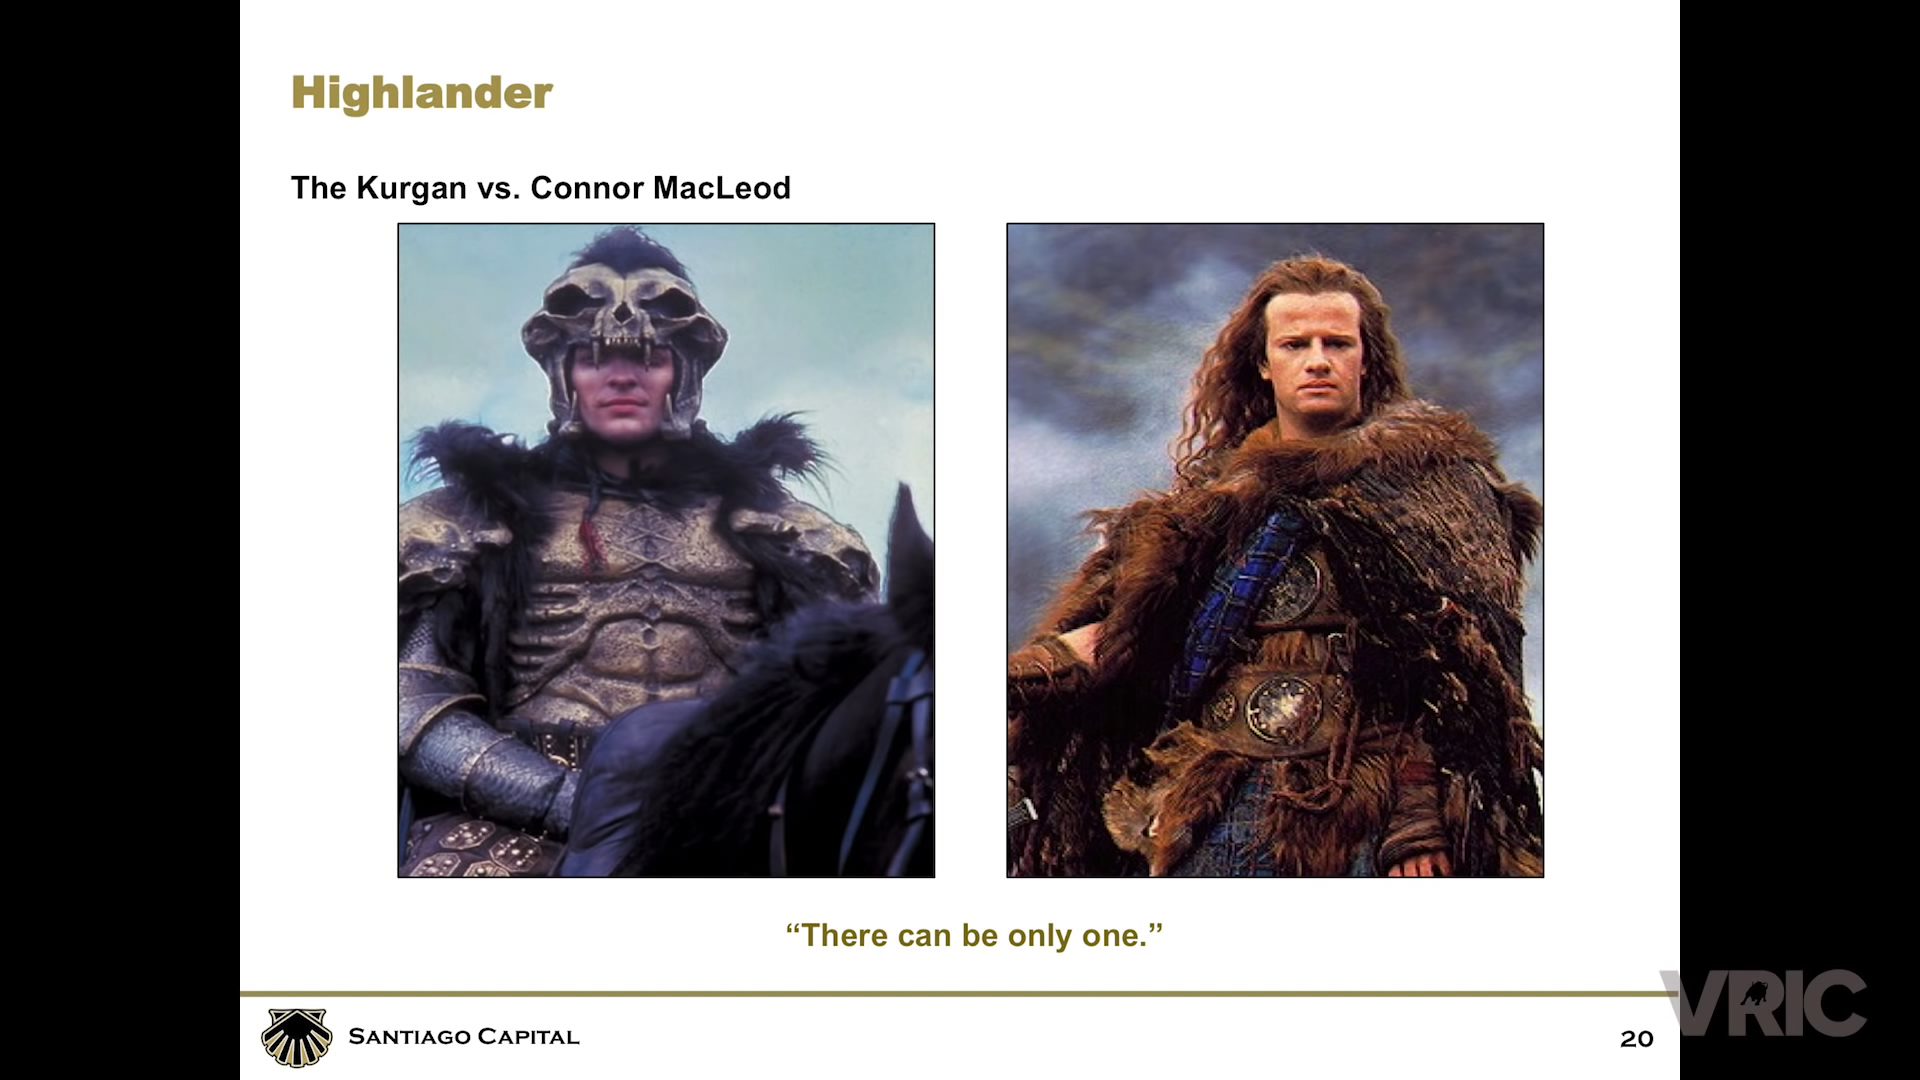 Highlander
The Kurgan vs. Connor MacLeod
“There can be only one.”
SANTIAGO CAPITAL
20
VRIC